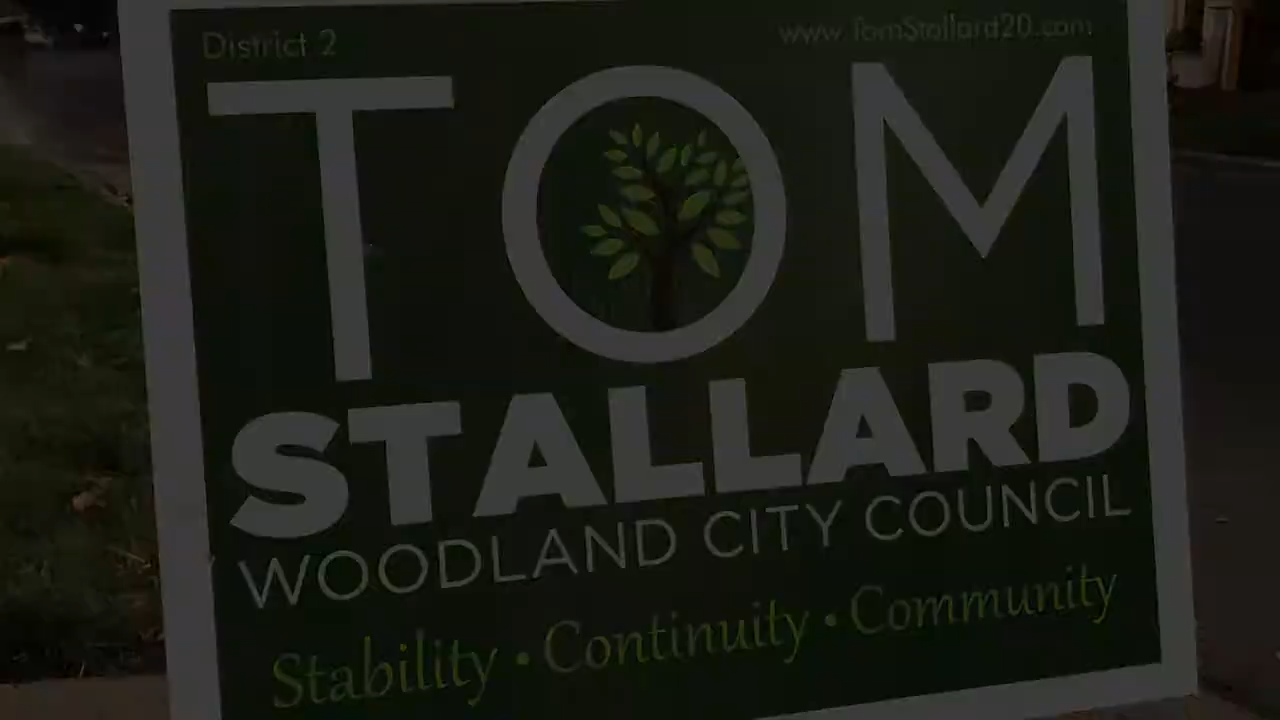 District 2
www.TomStallard20.com
TOM
STALLARD
WOODLAND CITY COUNCIL
Stability • Continuity • Community